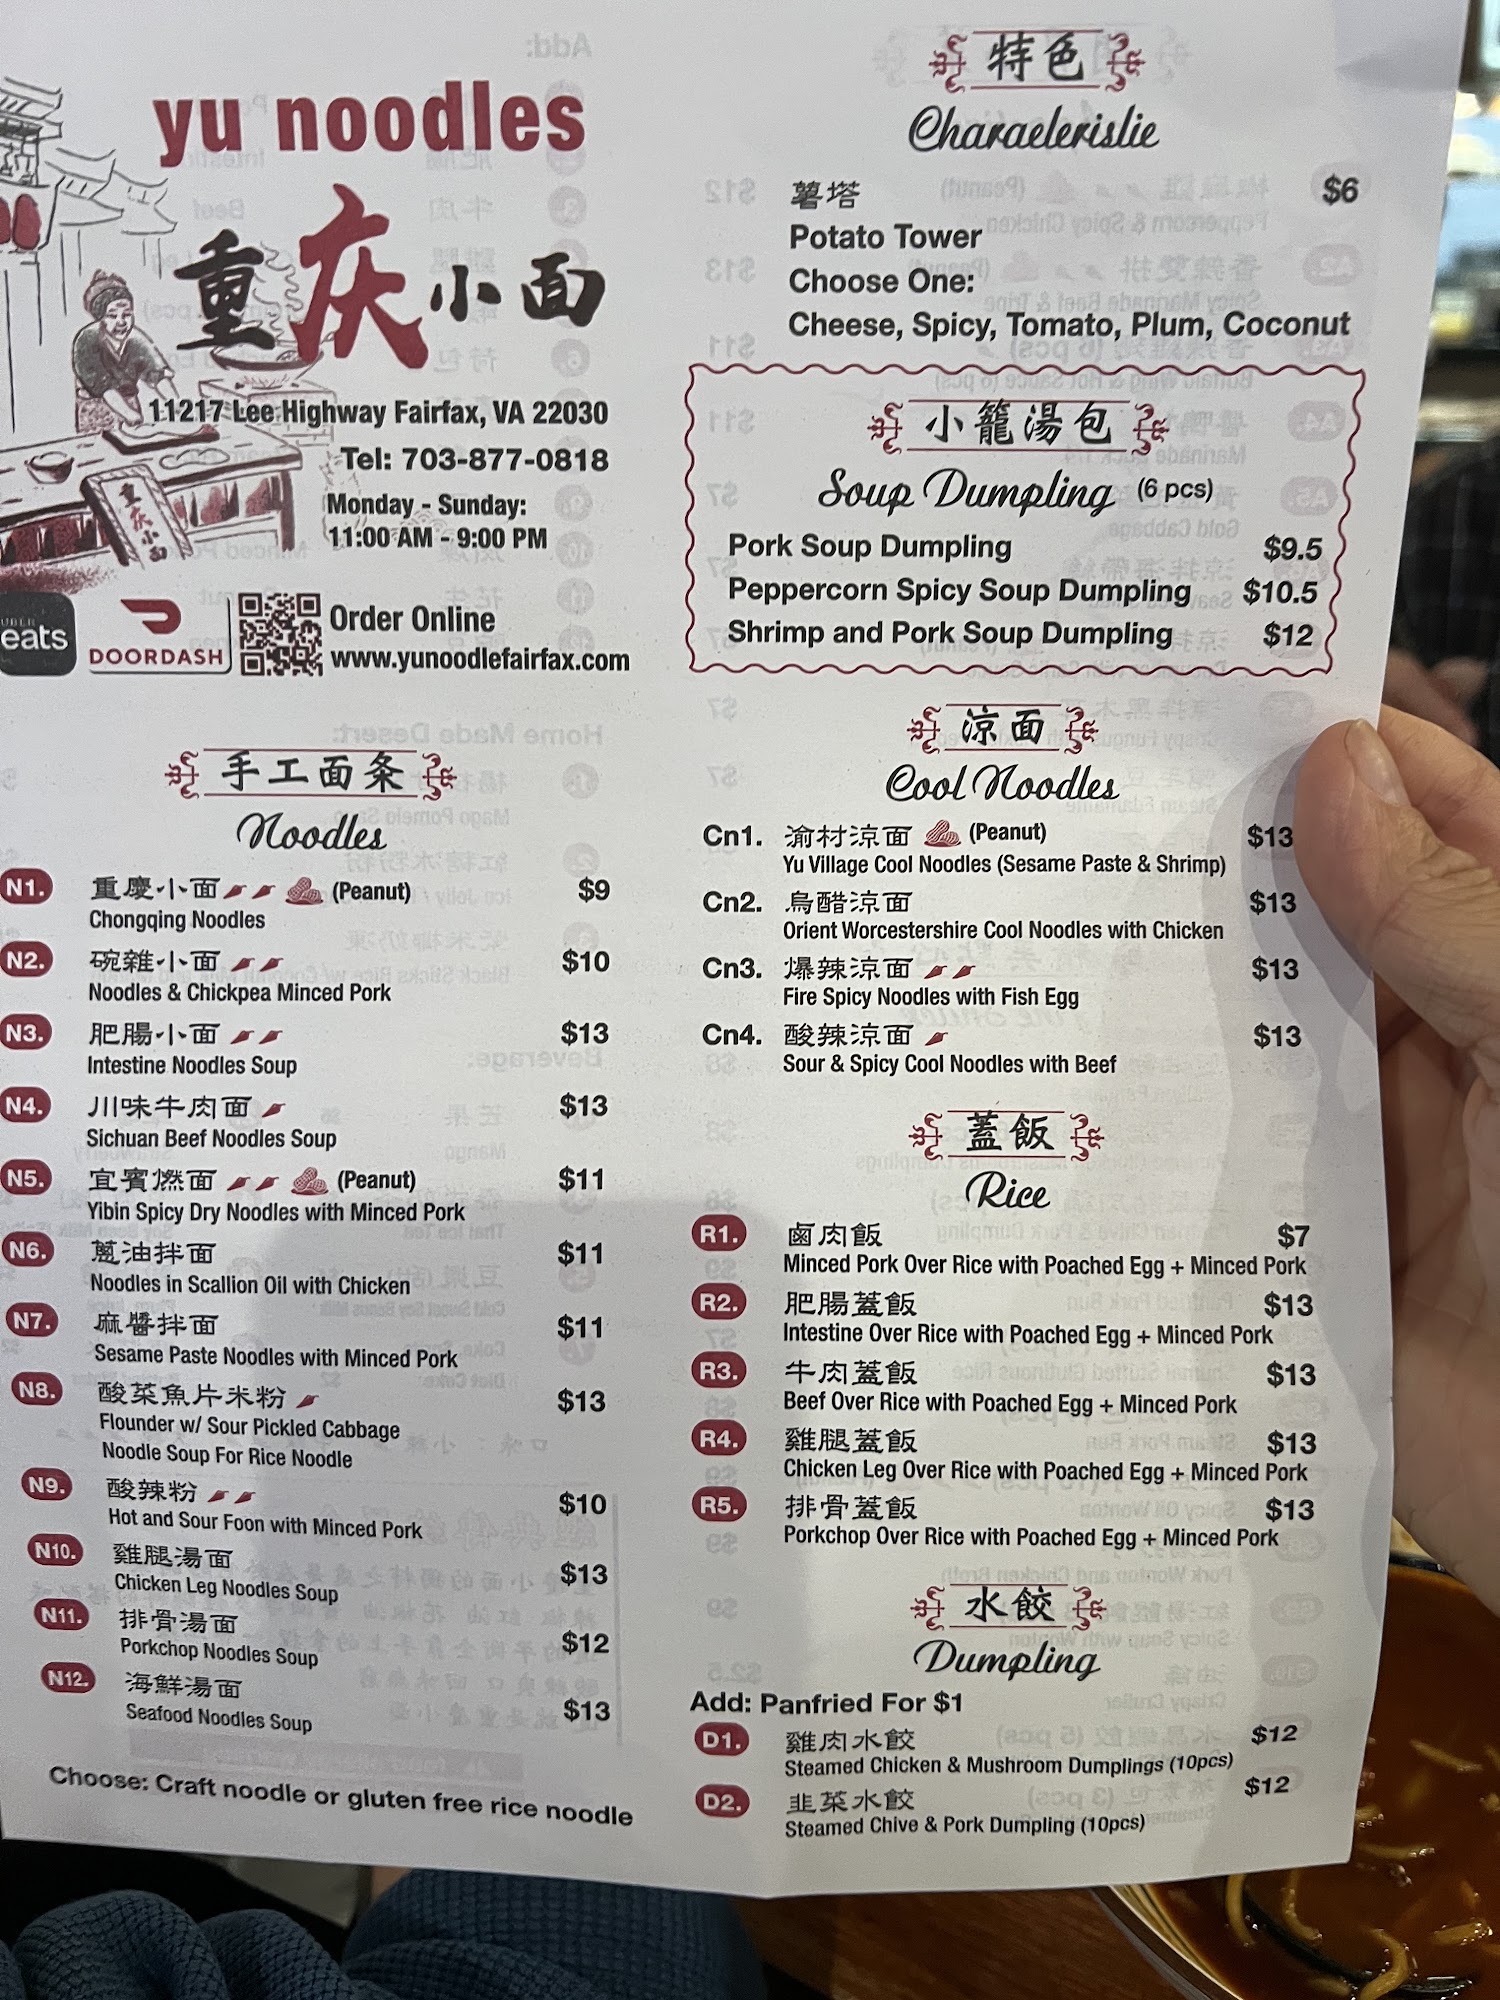 yu noodles
重庆小面
11217 Lee Highway Fairfax, VA 22030
Tel: 703-877-0818
Monday - Sunday:
11:00 AM - 9:00 PM
重庆小面
UBER
eats
DOORDASH
Order Online
www.yunoodlefairfax.com
手工面条
Noodles
N1. 重慶小面 (Peanut) $9
Chongqing Noodles
N2. 碗雜小面 $10
Noodles & Chickpea Minced Pork
N3. 肥腸小面 $13
Intestine Noodles Soup
N4. 川味牛肉面 $13
Sichuan Beef Noodles Soup
N5. 宜賓燃面 (Peanut) $11
Yibin Spicy Dry Noodles with Minced Pork
N6. 蔥油拌面 $11
Noodles in Scallion Oil with Chicken
N7. 麻醬拌面 $11
Sesame Paste Noodles with Minced Pork
N8. 酸菜魚片米粉 $13
Flounder w/ Sour Pickled Cabbage
Noodle Soup For Rice Noodle
N9. 酸辣粉 $10
Hot and Sour Foon with Minced Pork
N10. 雞腿湯面 $13
Chicken Leg Noodles Soup
N11. 排骨湯面 $12
Porkchop Noodles Soup
N12. 海鮮湯面 $13
Seafood Noodles Soup
Choose: Craft noodle or gluten free rice noodle
特色
Charaelerislie
薯塔 $6
Potato Tower
Choose One:
Cheese, Spicy, Tomato, Plum, Coconut
小籠湯包
Soup Dumpling (6 pcs)
Pork Soup Dumpling $9.5
Peppercorn Spicy Soup Dumpling $10.5
Shrimp and Pork Soup Dumpling $12
涼面
Cool Noodles
Cn1. 渝村涼面 (Peanut) $13
Yu Village Cool Noodles (Sesame Paste & Shrimp)
Cn2. 烏醋涼面 $13
Orient Worcestershire Cool Noodles with Chicken
Cn3. 爆辣涼面 $13
Fire Spicy Noodles with Fish Egg
Cn4. 酸辣涼面 $13
Sour & Spicy Cool Noodles with Beef
蓋飯
Rice
R1. 鹵肉飯 $7
Minced Pork Over Rice with Poached Egg + Minced Pork
R2. 肥腸蓋飯 $13
Intestine Over Rice with Poached Egg + Minced Pork
R3. 牛肉蓋飯 $13
Beef Over Rice with Poached Egg + Minced Pork
R4. 雞腿蓋飯 $13
Chicken Leg Over Rice with Poached Egg + Minced Pork
R5. 排骨蓋飯 $13
Porkchop Over Rice with Poached Egg + Minced Pork
水餃
Dumpling
Add: Panfried For $1
D1. 雞肉水餃 $12
Steamed Chicken & Mushroom Dumplings (10pcs)
D2. 韭菜水餃 $12
Steamed Chive & Pork Dumpling (10pcs)